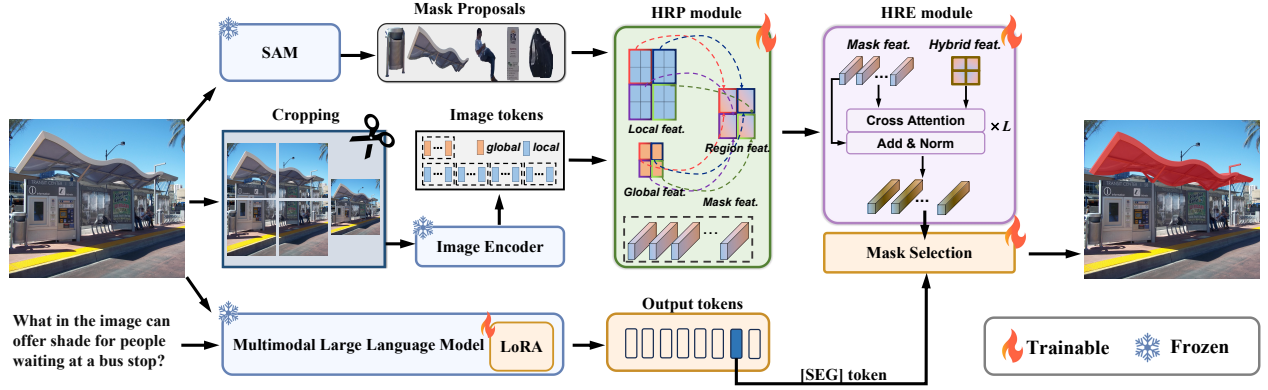 SAM
Mask Proposals
Cropping
Image tokens
global
local
Image Encoder
HRP module
Local feat.
Region feat.
Global feat.
Mask feat.
...
HRE module
Mask feat.
Hybrid feat.
...
Cross Attention
Add & Norm
×L
...
Mask Selection
What in the image can
offer shade for people
waiting at a bus stop?
Multimodal Large Language Model
LoRA
Output tokens
[SEG] token
Trainable
Frozen